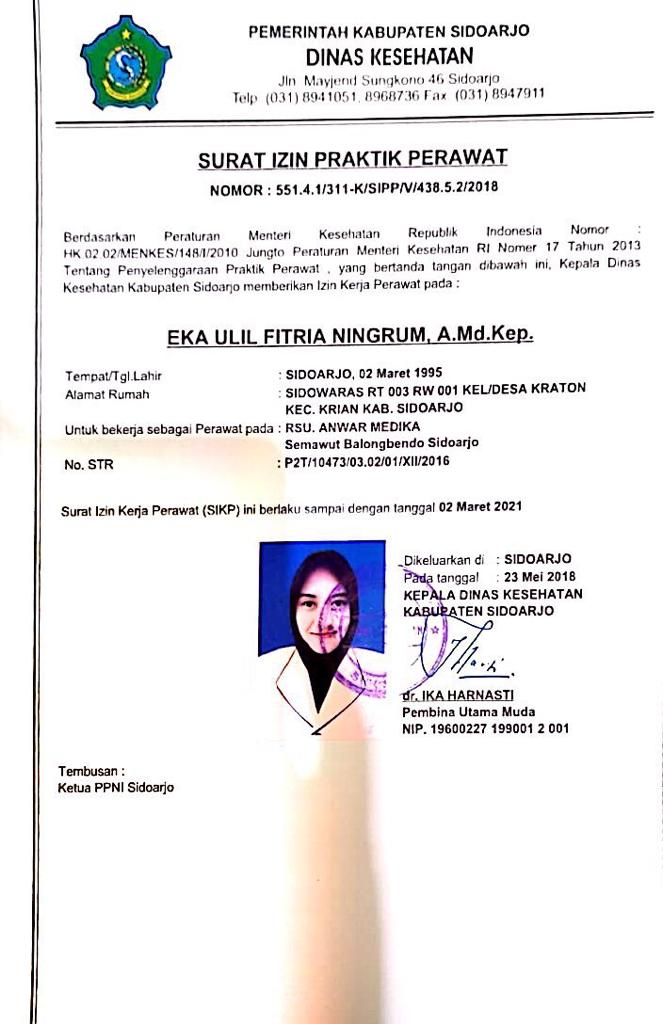 PEMERINTAH KABUPATEN SIDOARJO
DINAS KESEHATAN
Jln. Mayjend Sungkono 46 Sidoarjo
Telp. (031) 8941051, 8968736 Fax. (031) 8947911
SURAT IZIN PRAKTIK PERAWAT
NOMOR : 551.4.1/311-K/SIPP/V/438.5.2/2018
Berdasarkan Peraturan Menteri Kesehatan Republik Indonesia Nomor :
HK.02.02/MENKES/148/I/2010 Jungto Peraturan Menteri Kesehatan RI Nomer 17 Tahun 2013
Tentang Penyelenggaraan Praktik Perawat , yang bertanda tangan dibawah ini, Kepala Dinas
Kesehatan Kabupaten Sidoarjo memberikan Izin Kerja Perawat pada :
EKA ULIL FITRIA NINGRUM, A.Md.Kep.
Tempat/Tgl.Lahir : SIDOARJO, 02 Maret 1995
Alamat Rumah : SIDOWARAS RT 003 RW 001 KEL/DESA KRATON
KEC. KRIAN KAB. SIDOARJO
Untuk bekerja sebagai Perawat pada : RSU. ANWAR MEDIKA
Semawut Balongbendo Sidoarjo
No. STR : P2T/10473/03.02/01/XII/2016
Surat Izin Kerja Perawat (SIKP) ini berlaku sampai dengan tanggal 02 Maret 2021
Dikeluarkan di : SIDOARJO
Pada tanggal : 23 Mei 2018
KEPALA DINAS KESEHATAN
KABUPATEN SIDOARJO
dr. IKA HARNASTI
Pembina Utama Muda
NIP. 19600227 199001 2 001
Tembusan :
Ketua PPNI Sidoarjo